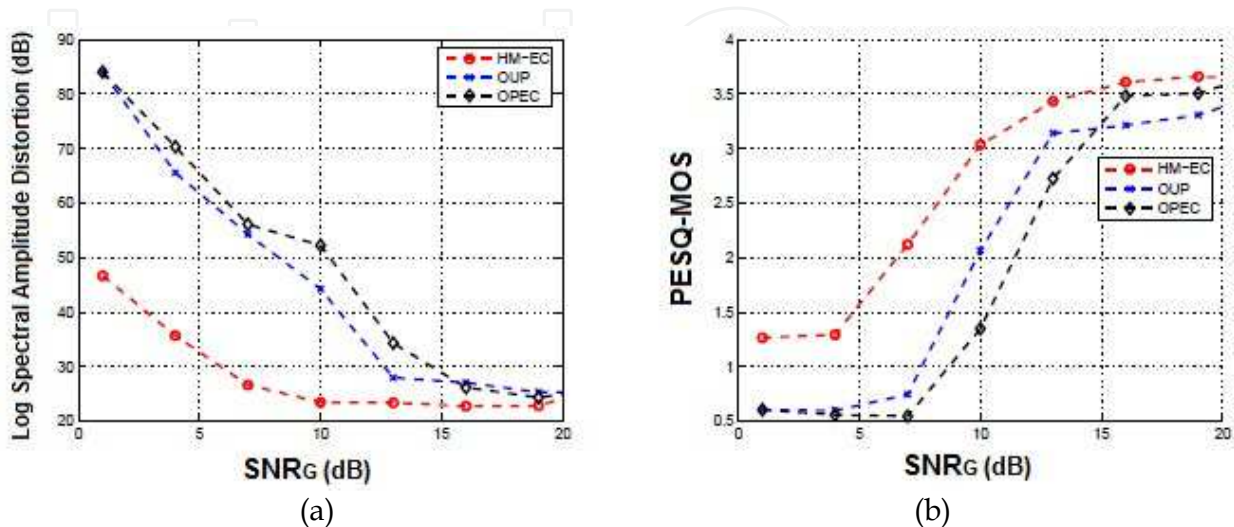 Log Spectral Amplitude Distortion (dB)
90
80
70
60
50
40
30
20
0
5
10
15
20
HM-EC
OUP
OPEC
SNRG (dB)
(a)
PESQ-MOS
4
3.5
3
2.5
2
1.5
1
0.5
0
5
10
15
20
HM-EC
OUP
OPEC
SNRG (dB)
(b)